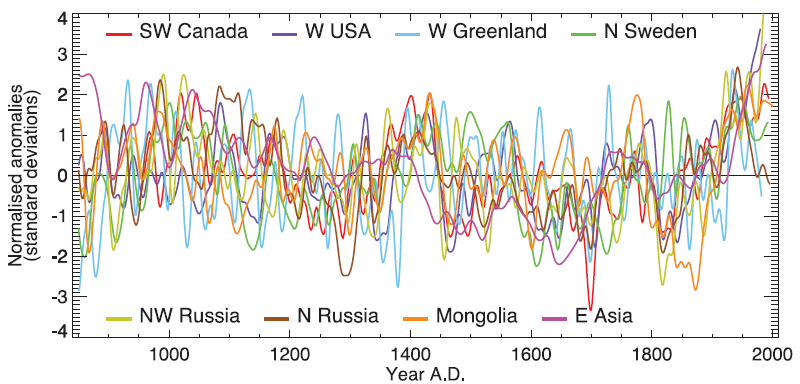 4
SW Canada W USA W Greenland N Sweden
3
2
1
0
-1
-2
-3
-4
Normalised anomalies
(standard deviations)
NW Russia N Russia Mongolia E Asia
1000 1200 1400 1600 1800 2000
Year A.D.